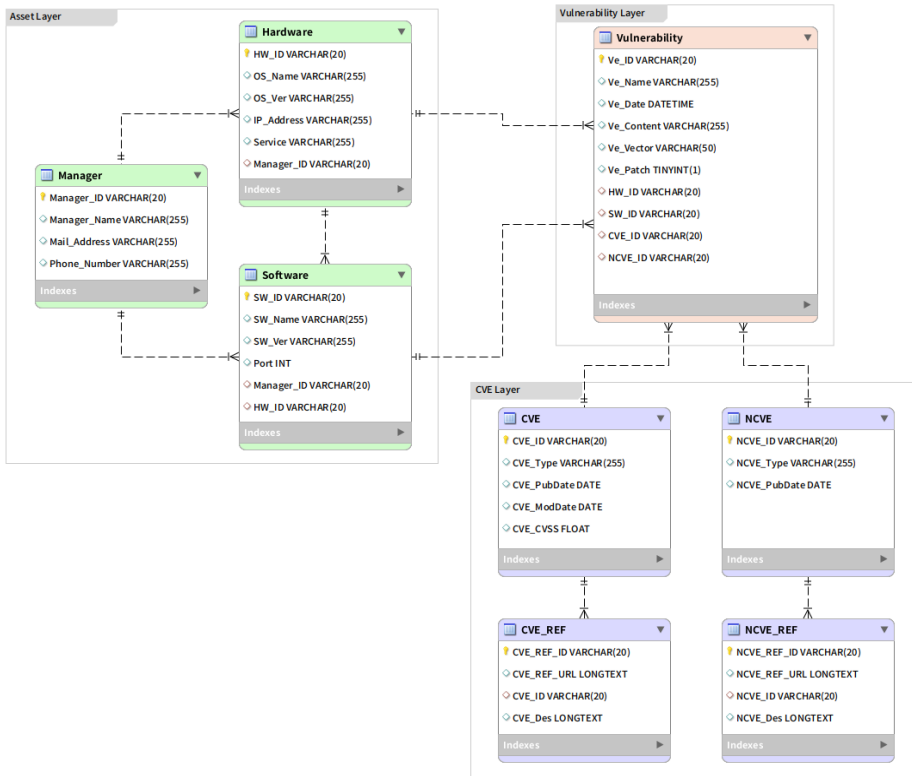 Asset Layer
Hardware
HW_ID VARCHAR(20)
OS_Name VARCHAR(255)
OS_Ver VARCHAR(255)
IP_Address VARCHAR(255)
Service VARCHAR(255)
Manager_ID VARCHAR(20)
Indexes
Manager
Manager_ID VARCHAR(20)
Manager_Name VARCHAR(255)
Mail_Address VARCHAR(255)
Phone_Number VARCHAR(255)
Indexes
Software
SW_ID VARCHAR(20)
SW_Name VARCHAR(255)
SW_Ver VARCHAR(255)
Port INT
Manager_ID VARCHAR(20)
HW_ID VARCHAR(20)
Indexes
Vulnerability Layer
Vulnerability
Ve_ID VARCHAR(20)
Ve_Name VARCHAR(255)
Ve_Date DATETIME
Ve_Content VARCHAR(255)
Ve_Vector VARCHAR(50)
Ve_Patch TINYINT(1)
HW_ID VARCHAR(20)
SW_ID VARCHAR(20)
CVE_ID VARCHAR(20)
NCVE_ID VARCHAR(20)
Indexes
CVE Layer
CVE
CVE_ID VARCHAR(20)
CVE_Type VARCHAR(255)
CVE_PubDate DATE
CVE_ModDate DATE
CVE_CVSS FLOAT
Indexes
NCVE
NCVE_ID VARCHAR(20)
NCVE_Type VARCHAR(255)
NCVE_PubDate DATE
Indexes
CVE_REF
CVE_REF_ID VARCHAR(20)
CVE_REF_URL LONGTEXT
CVE_ID VARCHAR(20)
CVE_Des LONGTEXT
Indexes
NCVE_REF
NCVE_REF_ID VARCHAR(20)
NCVE_REF_URL LONGTEXT
NCVE_ID VARCHAR(20)
NCVE_Des LONGTEXT
Indexes